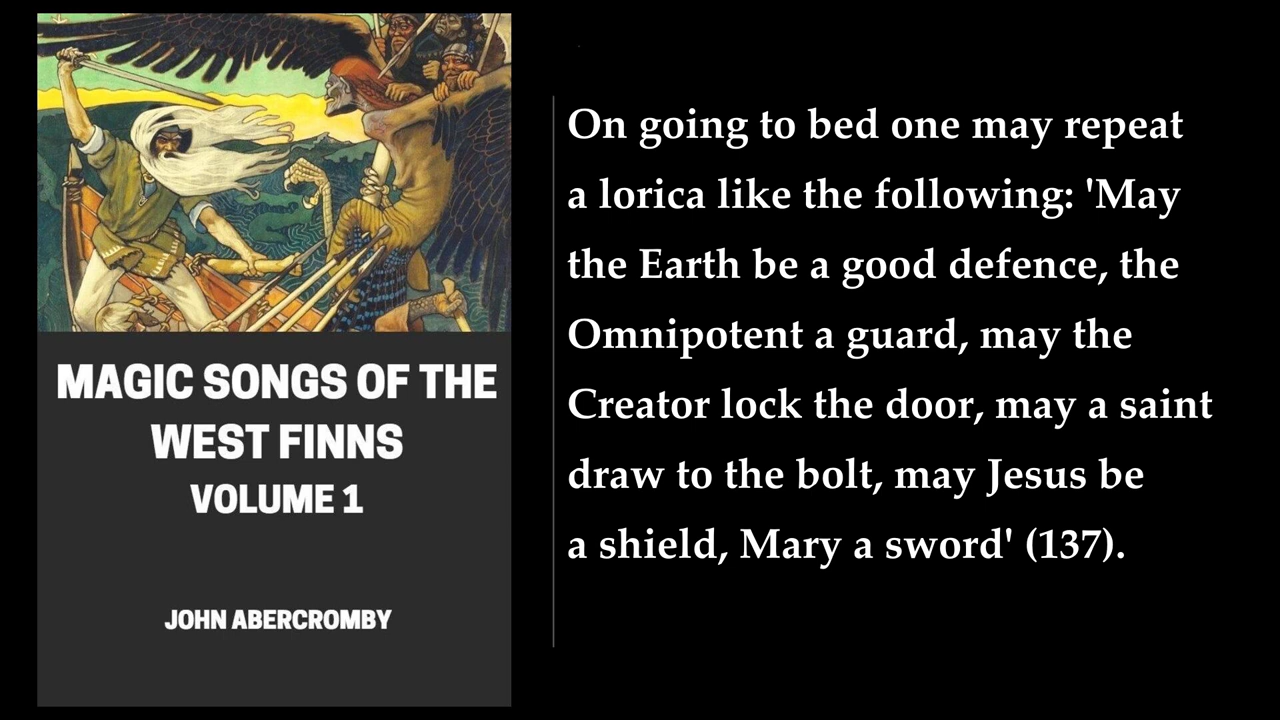 MAGIC SONGS OF THE
WEST FINNS
VOLUME 1
JOHN ABERCROMBY
On going to bed one may repeat
a lorica like the following: 'May
the Earth be a good defence, the
Omnipotent a guard, may the
Creator lock the door, may a saint
draw to the bolt, may Jesus be
a shield, Mary a sword' (137).